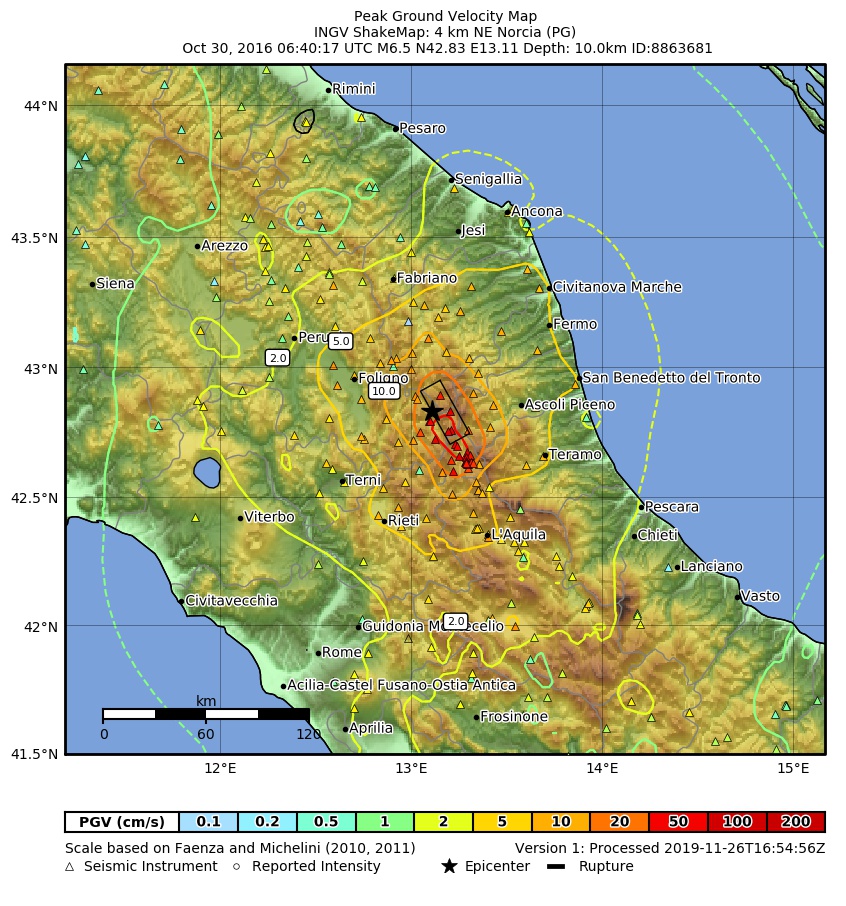 Peak Ground Velocity Map
INGV ShakeMap: 4 km NE Norcia (PG)
Oct 30, 2016 06:40:17 UTC M6.5 N42.83 E13.11 Depth: 10.0km ID:8863681
Rimini
44°N
Pesaro
Senigallia
Ancona
Jesi
43.5°N
Arezzo
Fabriano
Siena
Civitanova Marche
Fermo
Peru
5.0
2.0
43°N
Foligno
San Benedetto del Tronto
10.0
Ascoli Piceno
Teramo
Terni
42.5°N
Pescara
Viterbo
Rieti
L'Aquila
Chieti
Lanciano
Civitavecchia
Vasto
2.0
42°N
Guidonia M
ecelio
Rome
Acilia-Castel Fusano-Ostia Antica
km
Frosinone
Aprilia
0 60 120
41.5°N
12°E 13°E 14°E 15°E
PGV (cm/s) 0.1 0.2 0.5 1 2 5 10 20 50 100 200
Scale based on Faenza and Michelini (2010, 2011) Version 1: Processed 2019-11-26T16:54:56Z
Seismic Instrument Reported Intensity Epicenter Rupture